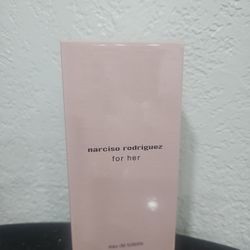 narciso rodriguez
for her
eau de toilette